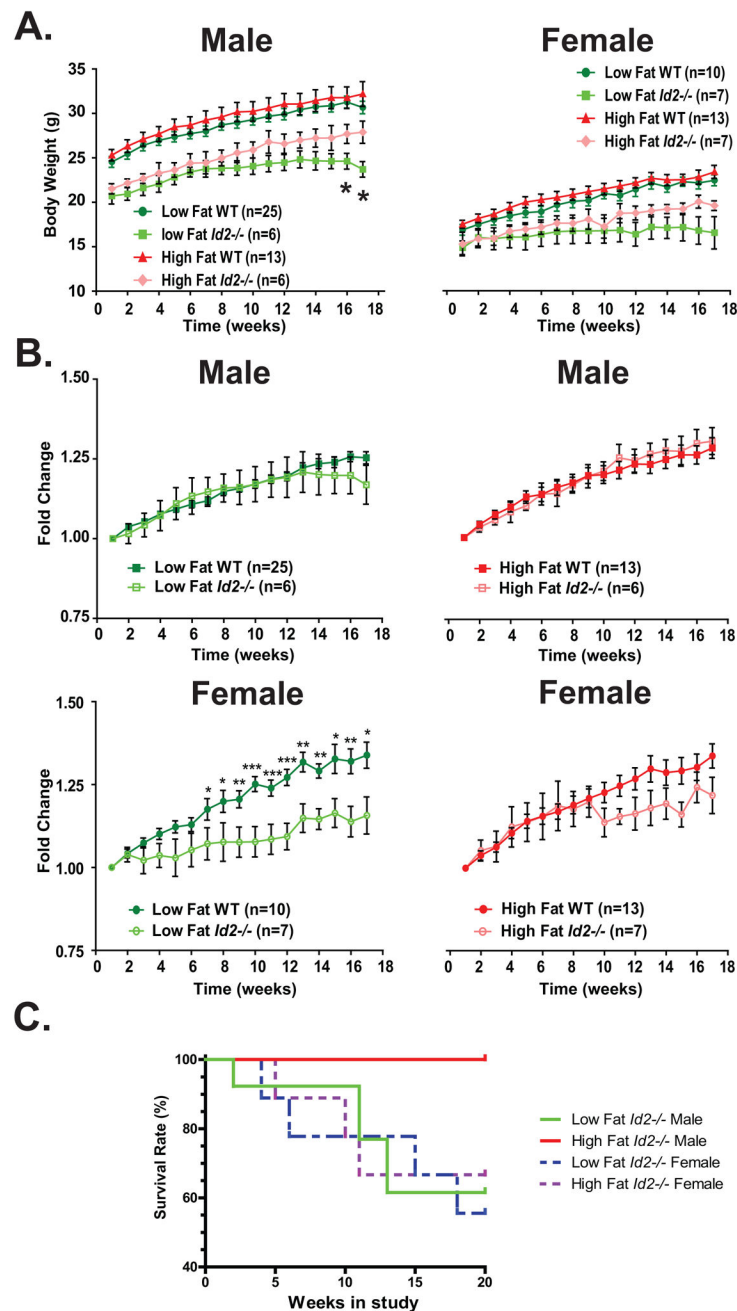 A.
Male
Female
Body Weight (g)
35
30
25
20
15
10
0 2 4 6 8 10 12 14 16 18
Time (weeks)
Low Fat WT (n=25)
low Fat Id2-/- (n=6)
High Fat WT (n=13)
High Fat Id2-/- (n=6)
* *
Low Fat WT (n=10)
Low Fat Id2-/- (n=7)
High Fat WT (n=13)
High Fat Id2-/- (n=7)
0 2 4 6 8 10 12 14 16 18
Time (weeks)
B.
Male
Male
Fold Change
1.50
1.25
1.00
0.75
Low Fat WT (n=25)
Low Fat Id2-/- (n=6)
0 2 4 6 8 10 12 14 16 18
Time (weeks)
High Fat WT (n=13)
High Fat Id2-/- (n=6)
0 2 4 6 8 10 12 14 16 18
Time (weeks)
Female
Female
Fold Change
1.50
1.25
1.00
0.75
* * ** *** *** *** ** ** * ** *
Low Fat WT (n=10)
Low Fat Id2-/- (n=7)
0 2 4 6 8 10 12 14 16 18
Time (weeks)
High Fat WT (n=13)
High Fat Id2-/- (n=7)
0 2 4 6 8 10 12 14 16 18
Time (weeks)
C.
Survival Rate (%)
100
80
60
40
0 5 10 15 20
Weeks in study
Low Fat Id2-/- Male
High Fat Id2-/- Male
Low Fat Id2-/- Female
High Fat Id2-/- Female